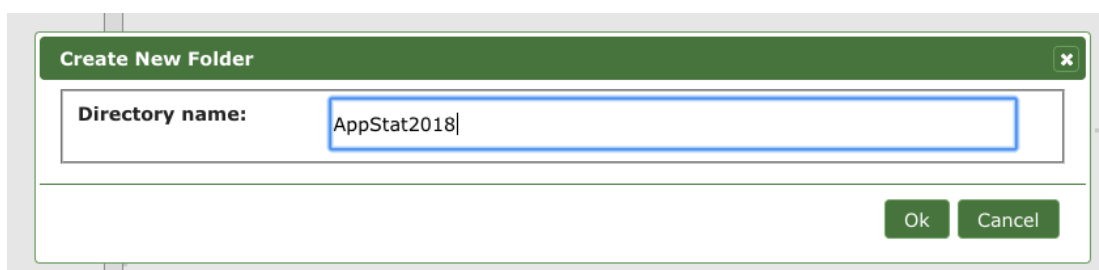 Create New Folder
Directory name:
AppStat2018
Ok
Cancel